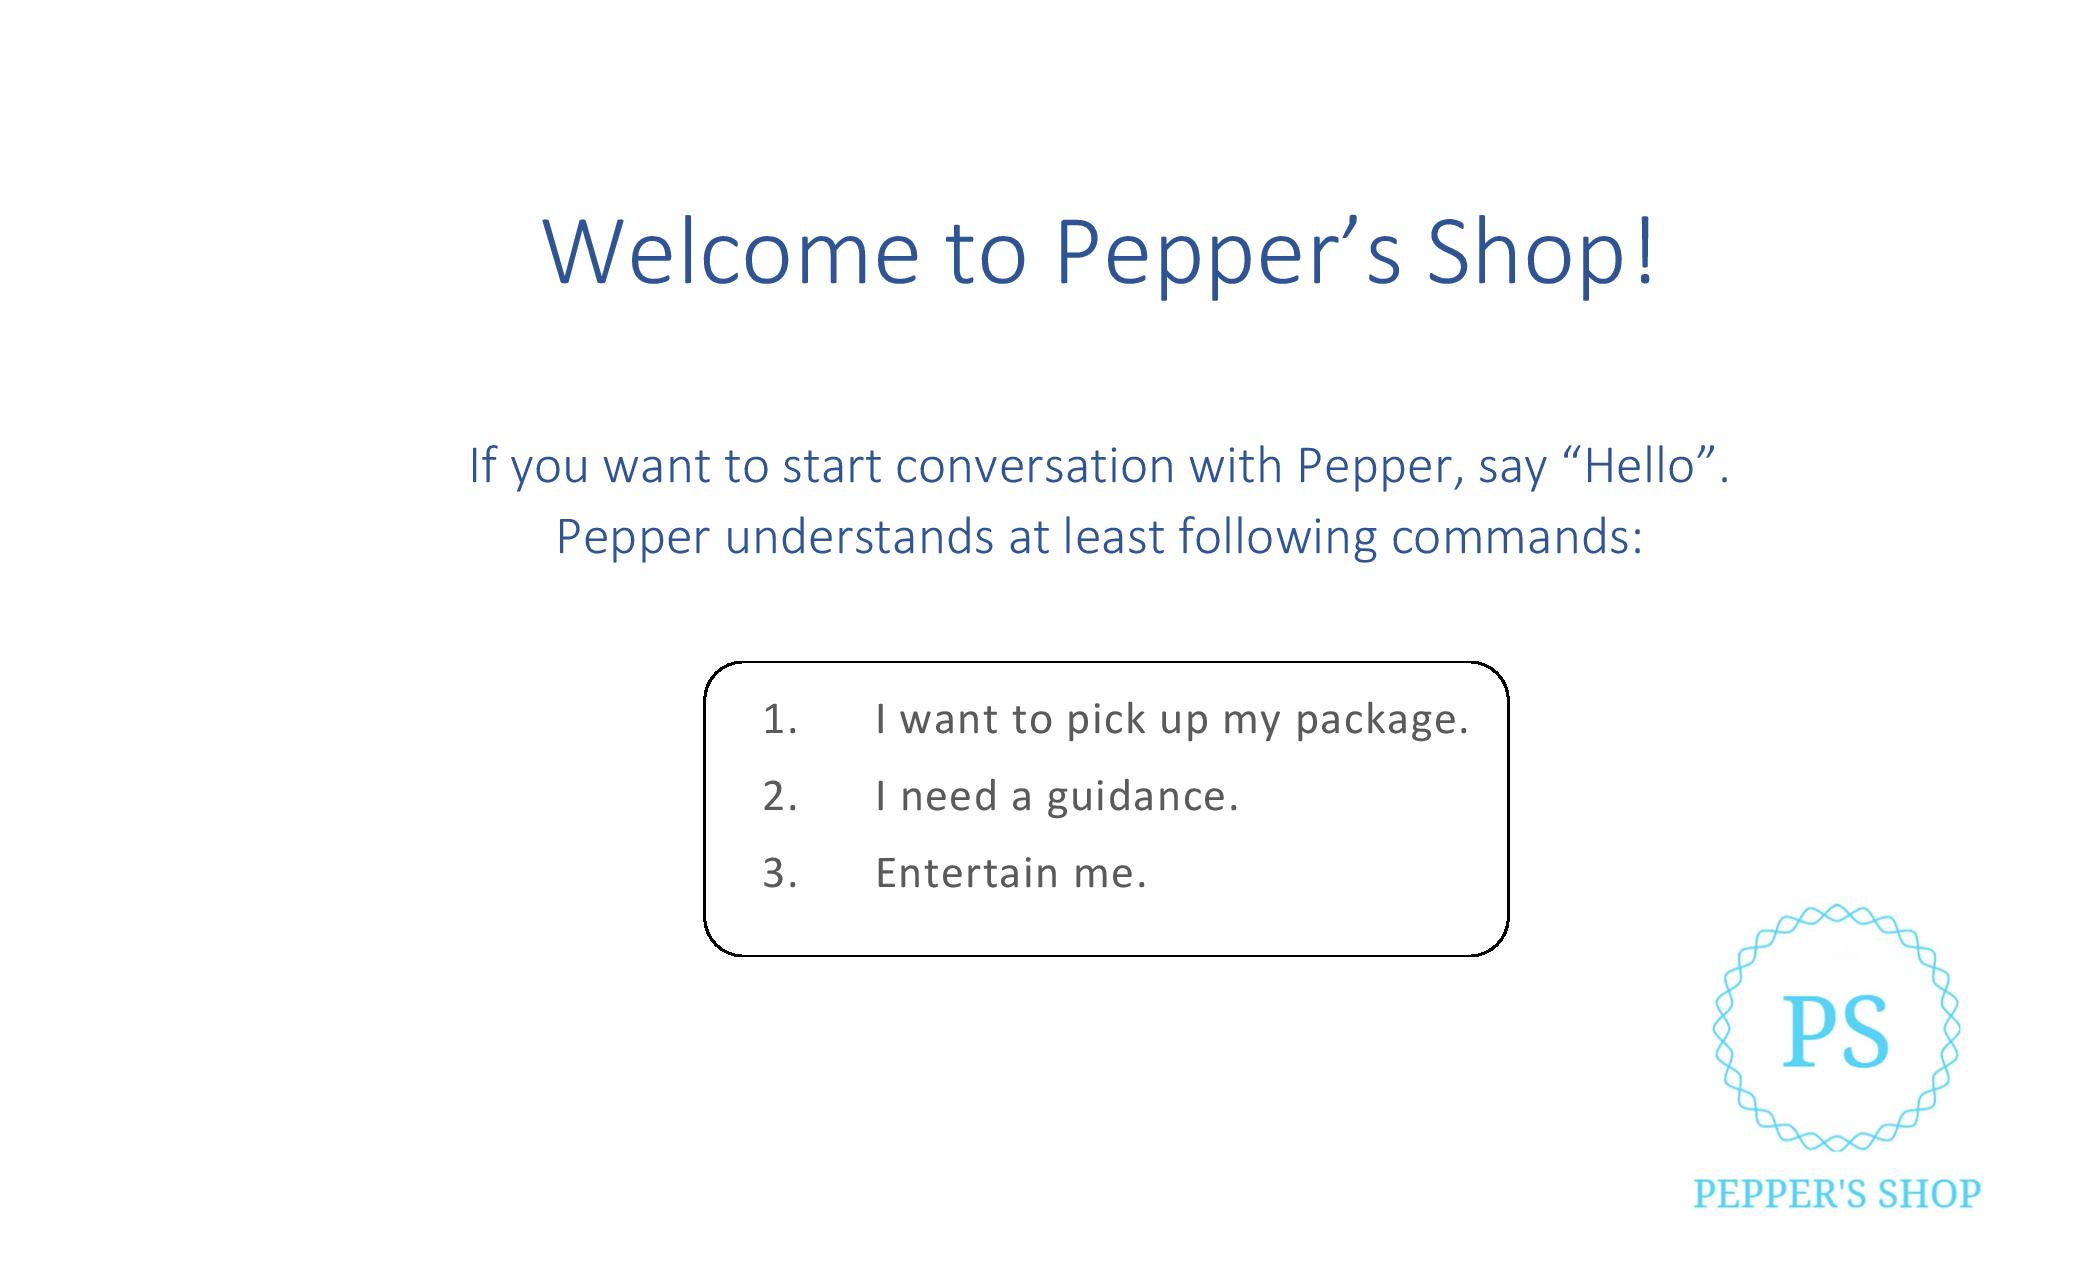 Welcome to Pepper’s Shop!
If you want to start conversation with Pepper, say “Hello”.
Pepper understands at least following commands:
1. I want to pick up my package.
2. I need a guidance.
3. Entertain me.
PS
PEPPER'S SHOP